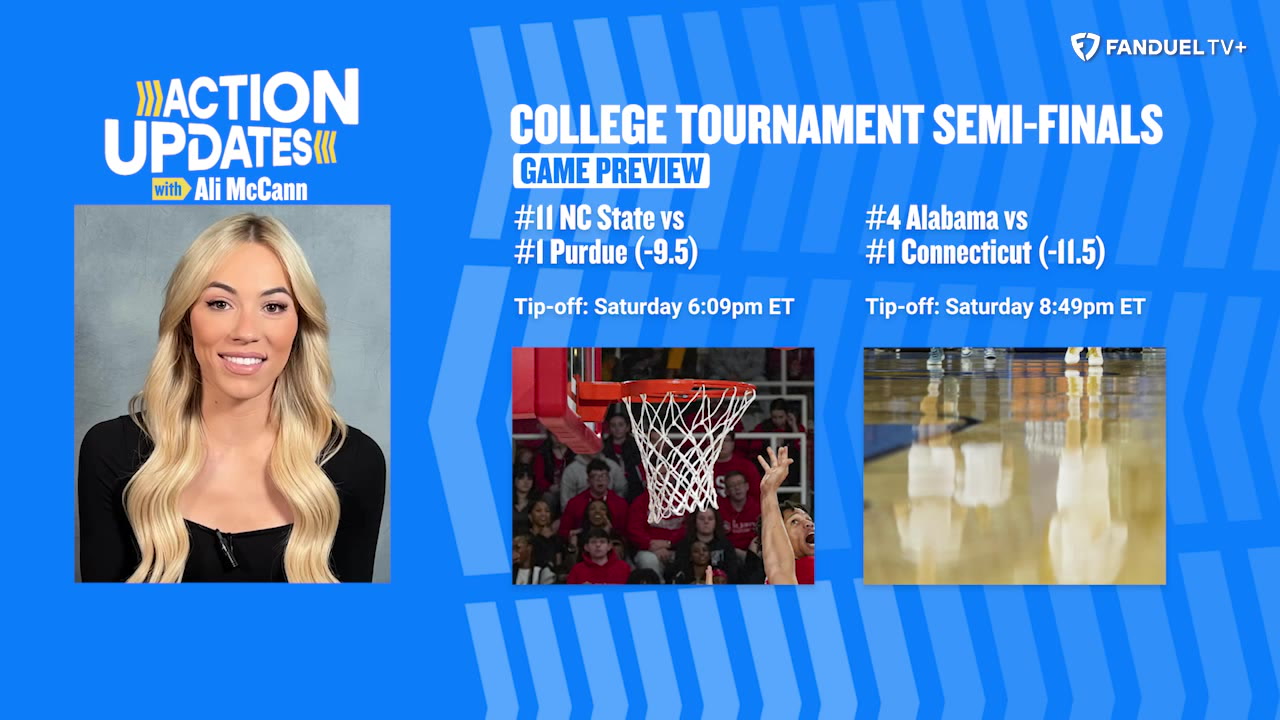 FANDUEL TV+
ACTION
UPDATES
with Ali McCann
COLLEGE TOURNAMENT SEMI-FINALS
GAME PREVIEW
#11 NC State vs
#1 Purdue (-9.5)
Tip-off: Saturday 6:09pm ET
#4 Alabama vs
#1 Connecticut (-11.5)
Tip-off: Saturday 8:49pm ET